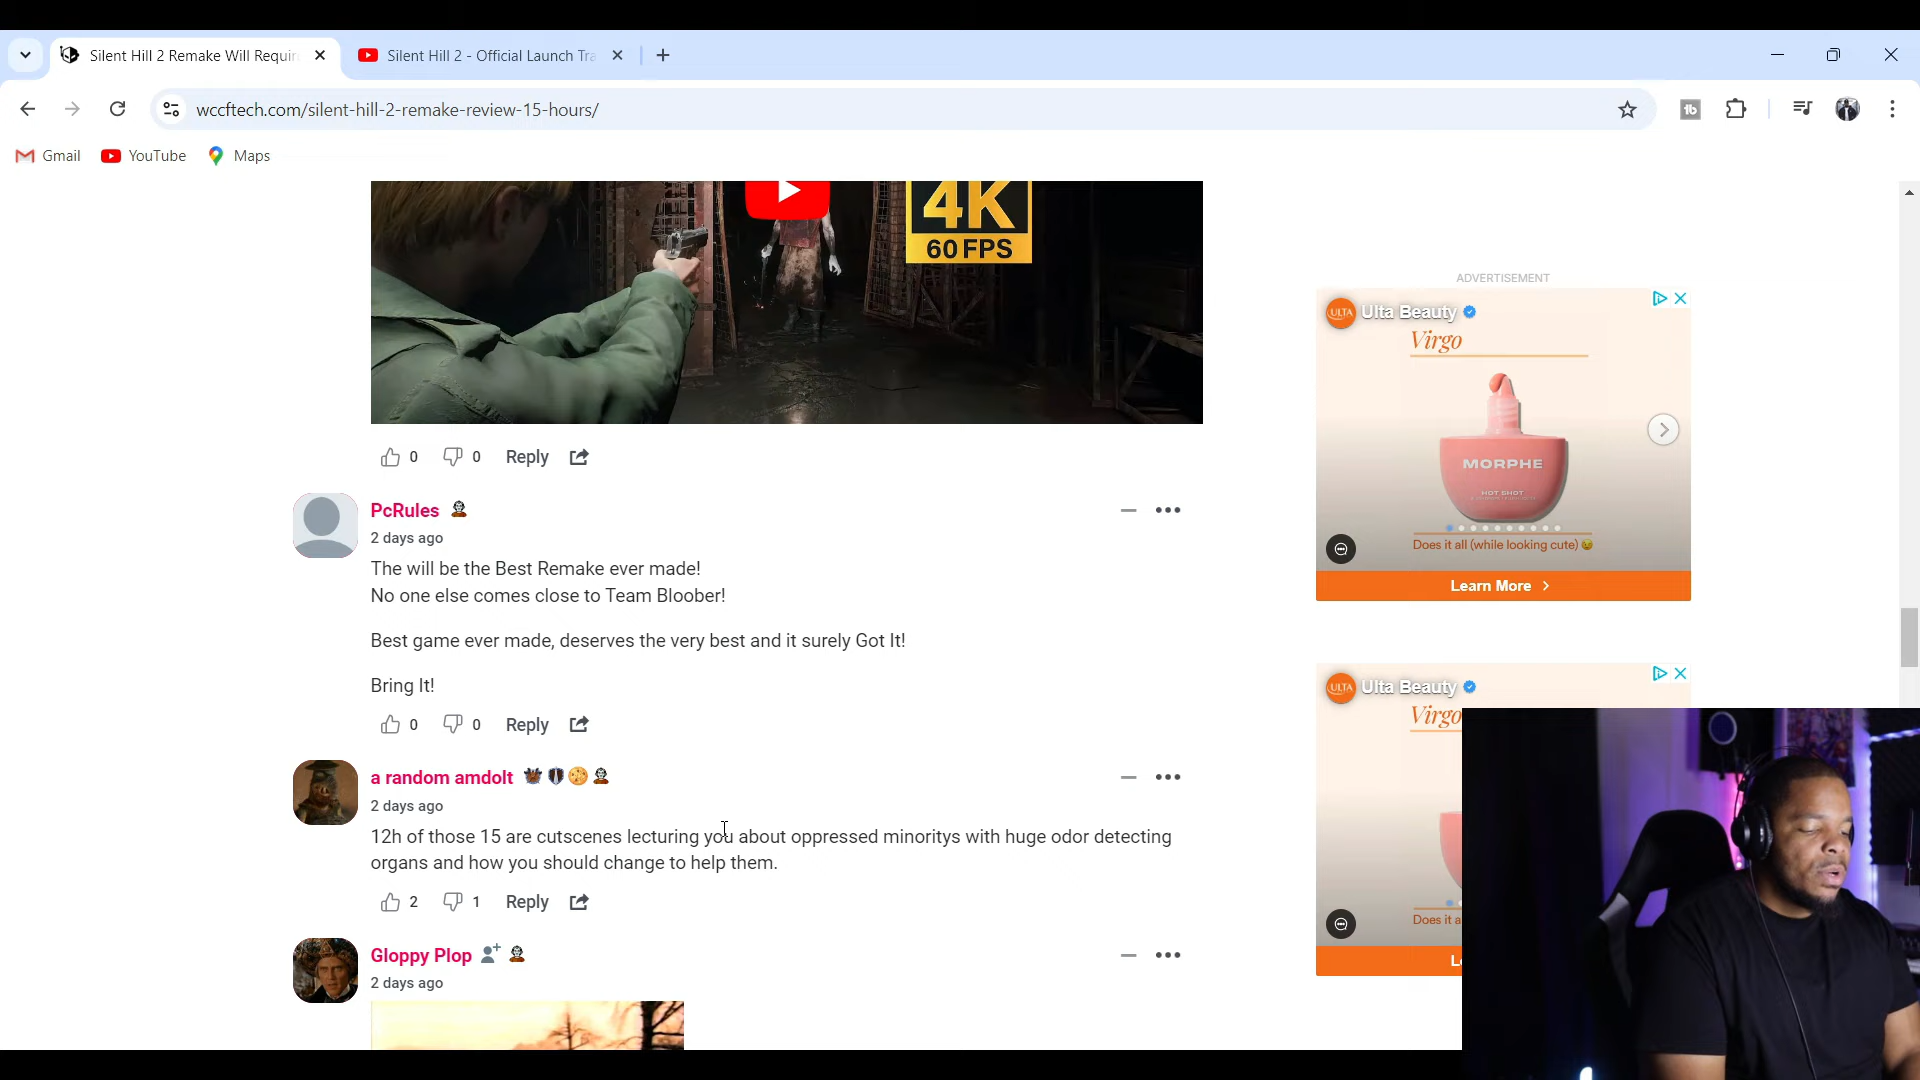 Silent Hill 2 Remake Will Requir
Silent Hill 2 - Official Launch Tra
wccftech.com/silent-hill-2-remake-review-15-hours/
tb
Gmail
YouTube
Maps
4K
60 FPS
0
0
Reply
PcRules
2 days ago
The will be the Best Remake ever made!
No one else comes close to Team Bloober!
Best game ever made, deserves the very best and it surely Got It!
Bring It!
0
0
Reply
a random amdolt
2 days ago
12h of those 15 are cutscenes lecturing you about oppressed minoritys with huge odor detecting
organs and how you should change to help them.
2
1
Reply
Gloppy Plop
2 days ago
ADVERTISEMENT
ULTA
Ulta Beauty
Virgo
MORPHE
HOT SHOT
Does it all (while looking cute)
Learn More
ULTA
Ulta Beauty
Virgo
Does it a
L